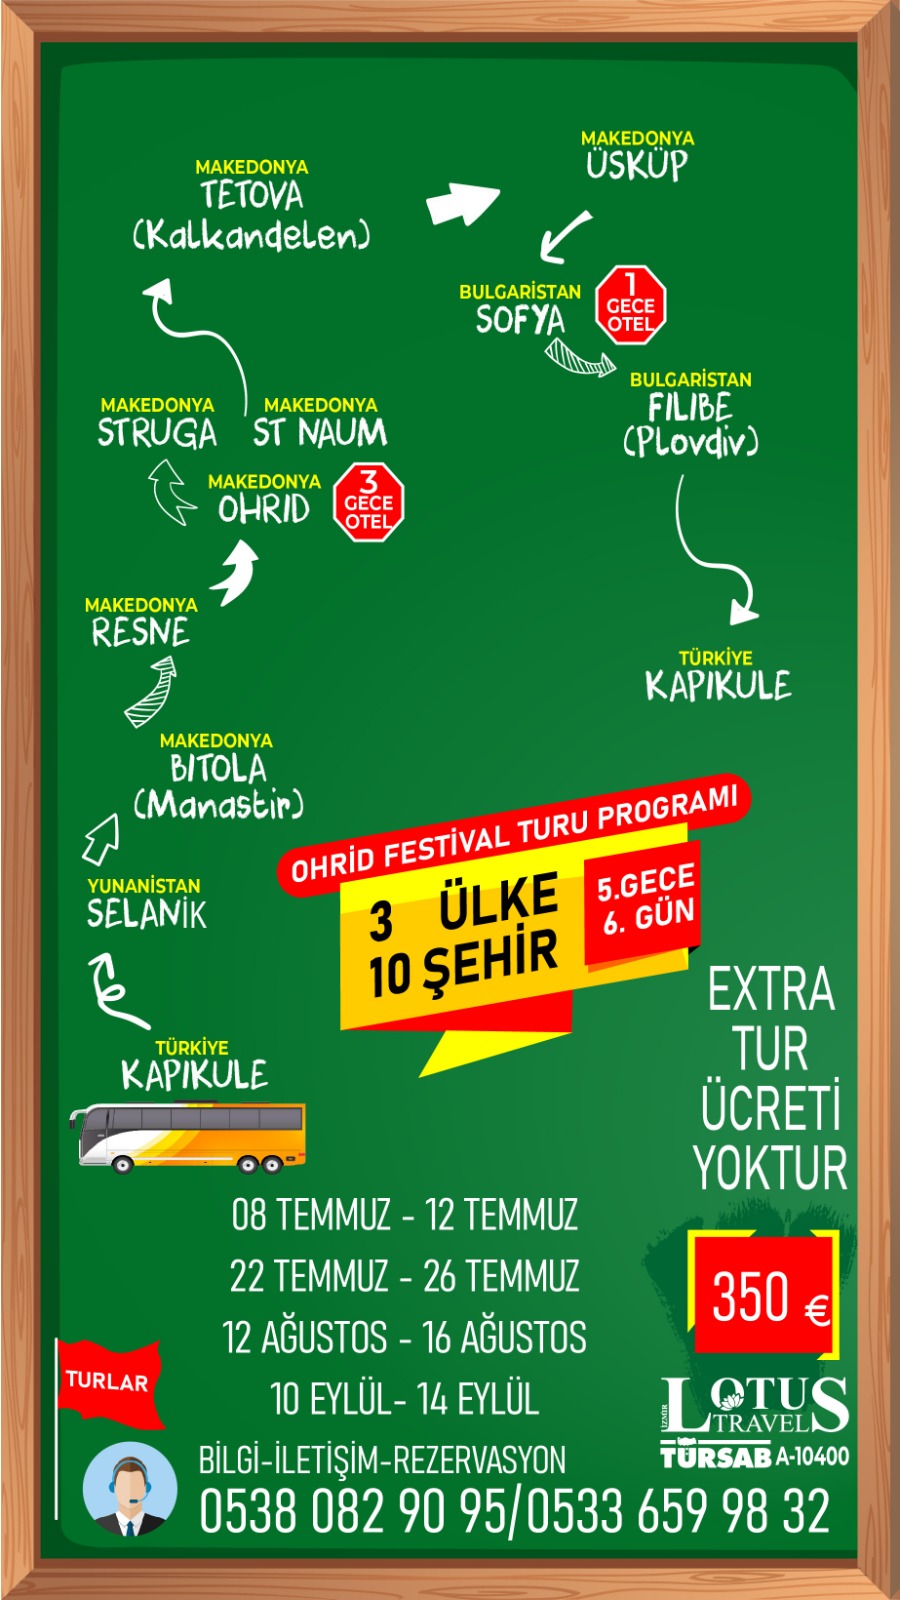 MAKEDONYA
TETOVA
(Kalkandelen)
MAKEDONYA
ÜSKÜP
BULGARİSTAN
SOFYA
1
GECE
OTEL
BULGARİSTAN
FILIBE
(Plovdiv)
MAKEDONYA
STRUGA
MAKEDONYA
ST NAUM
MAKEDONYA
OHRID
3
GECE
OTEL
MAKEDONYA
RESNE
TÜRKİYE
KAPIKULE
MAKEDONYA
BITOLA
(Manastir)
OHRİD FESTİVAL TURU PROGRAMI
3 ÜLKE
10 ŞEHİR
5.GECE
6. GÜN
YUNANİSTAN
SELANİK
TÜRKİYE
KAPIKULE
EXTRA
TUR
ÜCRETİ
YOKTUR
08 TEMMUZ - 12 TEMMUZ
22 TEMMUZ - 26 TEMMUZ
12 AĞUSTOS - 16 AĞUSTOS
10 EYLÜL- 14 EYLÜL
350 €
TURLAR
İZMİR
LOTUS
TRAVEL
TÜRSAB A-10400
BİLGİ-İLETİŞİM-REZERVASYON
0538 082 90 95/0533 659 98 32